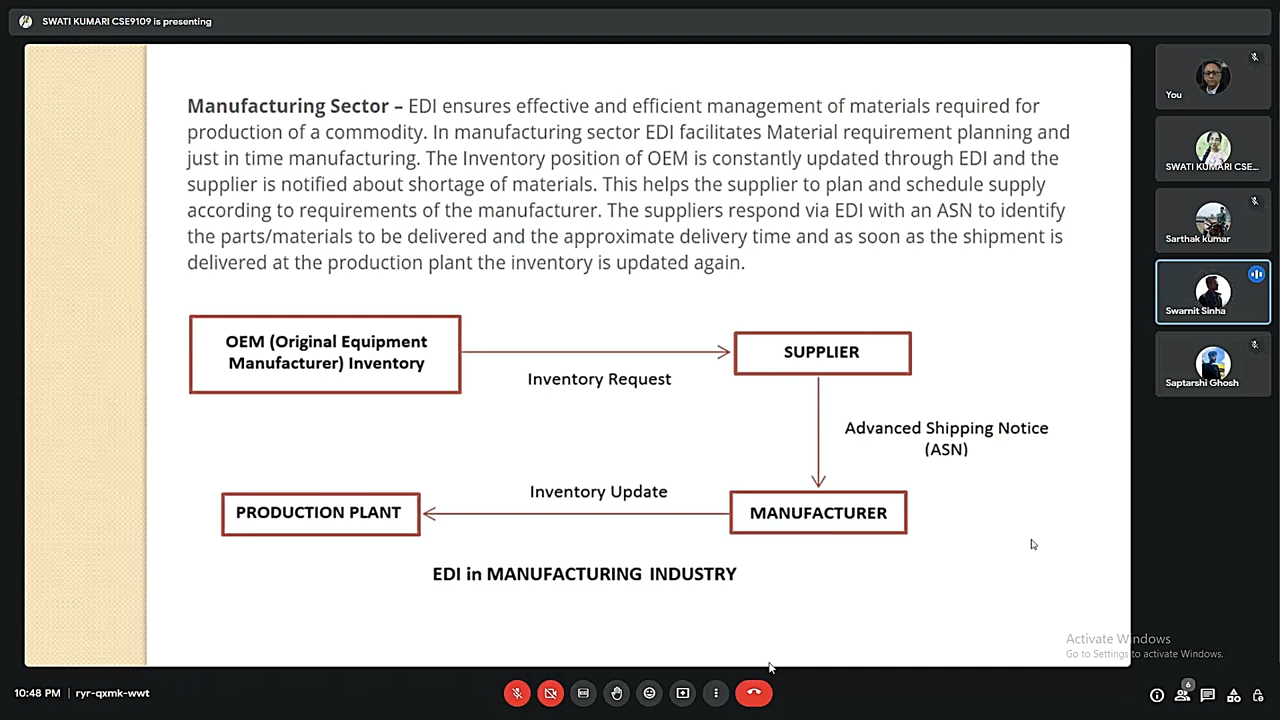 SWATI KUMARI CSE9109 is presenting
Manufacturing Sector – EDI ensures effective and efficient management of materials required for
production of a commodity. In manufacturing sector EDI facilitates Material requirement planning and
just in time manufacturing. The Inventory position of OEM is constantly updated through EDI and the
supplier is notified about shortage of materials. This helps the supplier to plan and schedule supply
according to requirements of the manufacturer. The suppliers respond via EDI with an ASN to identify
the parts/materials to be delivered and the approximate delivery time and as soon as the shipment is
delivered at the production plant the inventory is updated again.
OEM (Original Equipment
Manufacturer) Inventory
Inventory Request
SUPPLIER
Advanced Shipping Notice
(ASN)
Inventory Update
PRODUCTION PLANT
MANUFACTURER
EDI in MANUFACTURING INDUSTRY
You
SWATI KUMARI CSE...
Sarthak kumar
Swarnit Sinha
Saptarshi Ghosh
Activate Windows
Go to Settings to activate Windows.
10:48 PM | ryr-qxmk-wwt
6